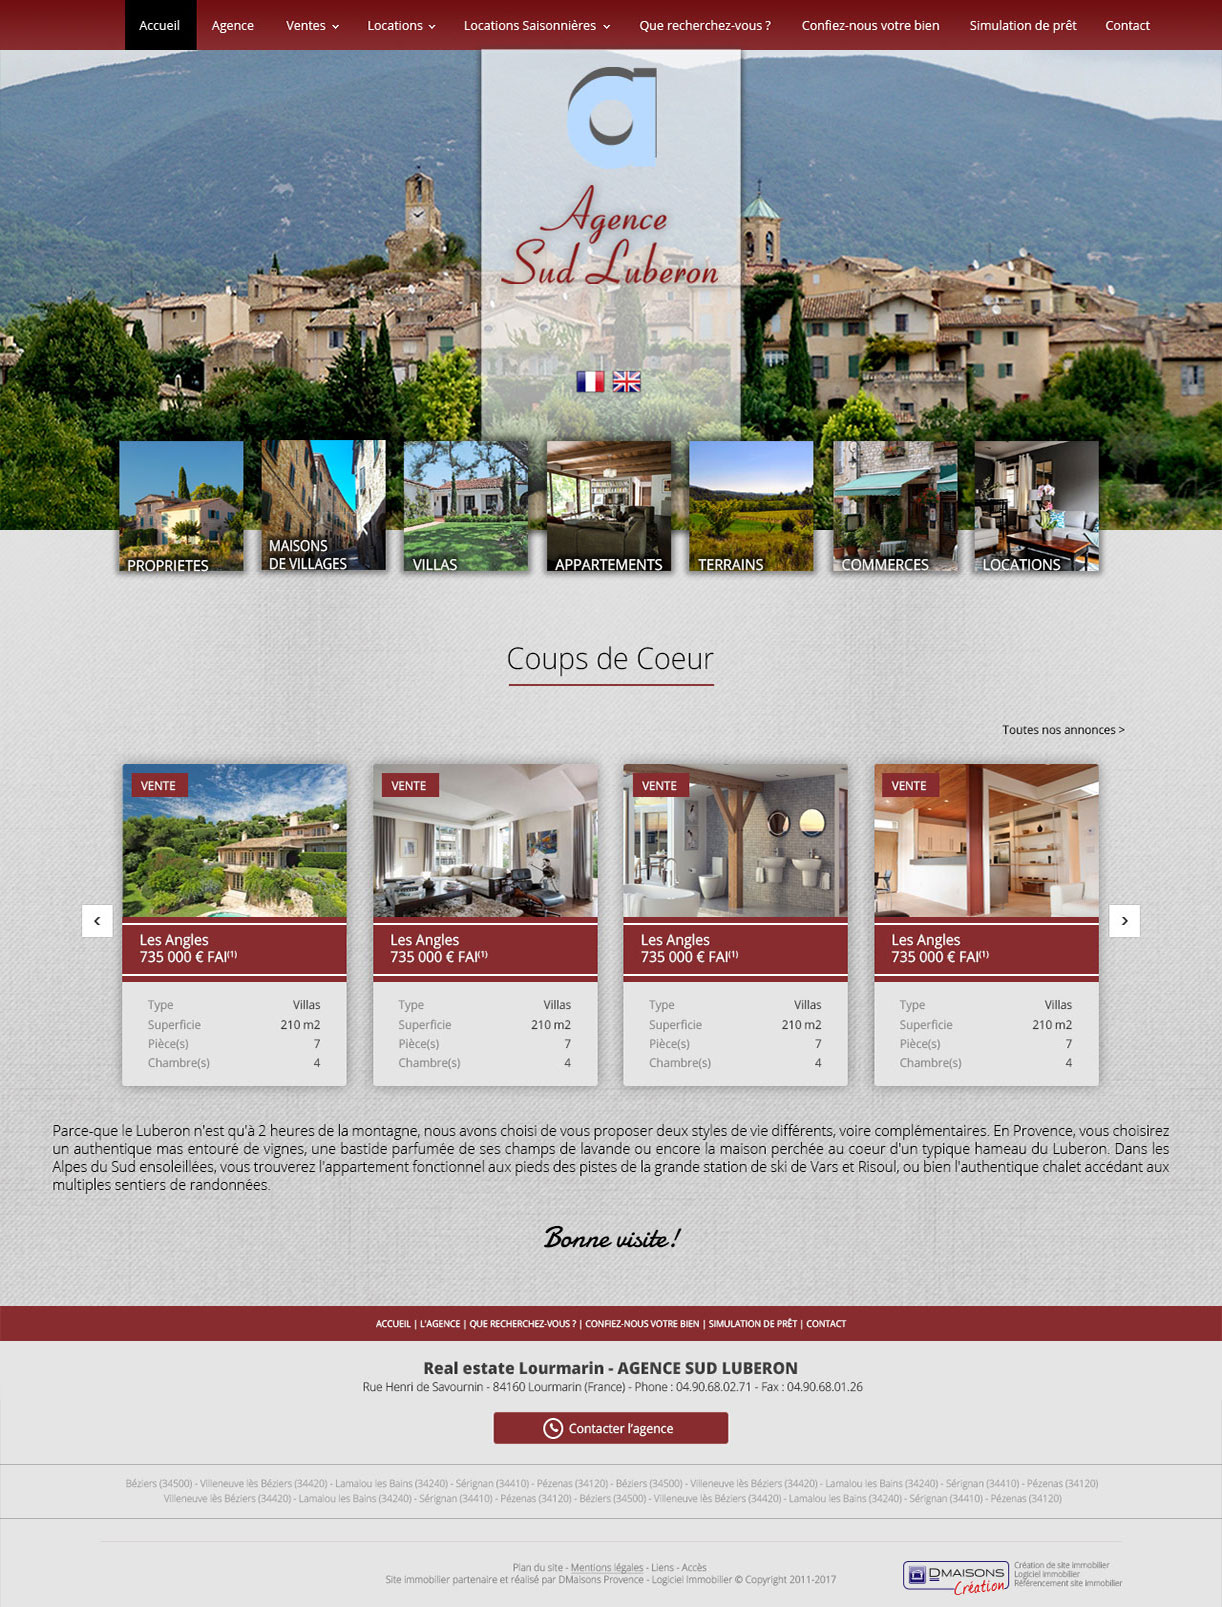 Accueil Agence Ventes Locations Locations Saisonnières Que recherchez-vous ? Confiez-nous votre bien Simulation de prêt Contact
a
Agence
Sud Luberon
PROPRIETES
MAISONS
DE VILLAGES
VILLAS
APPARTEMENTS
TERRAINS
COMMERCES
LOCATIONS
Coups de Coeur
Toutes nos annonces >
VENTE
Les Angles
735 000 € FAI(1)
Type Villas
Superficie 210 m2
Pièce(s) 7
Chambre(s) 4
VENTE
Les Angles
735 000 € FAI(1)
Type Villas
Superficie 210 m2
Pièce(s) 7
Chambre(s) 4
VENTE
Les Angles
735 000 € FAI(1)
Type Villas
Superficie 210 m2
Pièce(s) 7
Chambre(s) 4
VENTE
Les Angles
735 000 € FAI(1)
Type Villas
Superficie 210 m2
Pièce(s) 7
Chambre(s) 4
Parce-que le Luberon n'est qu'à 2 heures de la montagne, nous avons choisi de vous proposer deux styles de vie différents, voire complémentaires. En Provence, vous choisirez
un authentique mas entouré de vignes, une bastide parfumée de ses champs de lavande ou encore la maison perchée au coeur d'un typique hameau du Luberon. Dans les
Alpes du Sud ensoleillées, vous trouverez l'appartement fonctionnel aux pieds des pistes de la grande station de ski de Vars et Risoul, ou bien l'authentique chalet accédant aux
multiples sentiers de randonnées.
Bonne visite !
ACCUEIL | L'AGENCE | QUE RECHERCHEZ-VOUS ? | CONFIEZ-NOUS VOTRE BIEN | SIMULATION DE PRÊT | CONTACT
Real estate Lourmarin - AGENCE SUD LUBERON
Rue Henri de Savournin - 84160 Lourmarin (France) - Phone : 04.90.68.02.71 - Fax : 04.90.68.01.26
Contacter l'agence
Béziers (34500) - Villeneuve lès Béziers (34420) - Lamalou les Bains (34240) - Sérignan (34410) - Pézenas (34120) - Béziers (34500) - Villeneuve lès Béziers (34420) - Lamalou les Bains (34240) - Sérignan (34410) - Pézenas (34120)
Villeneuve lès Béziers (34420) - Lamalou les Bains (34240) - Sérignan (34410) - Pézenas (34120) - Béziers (34500) - Villeneuve lès Béziers (34420) - Lamalou les Bains (34240) - Sérignan (34410) - Pézenas (34120)
Plan du site - Mentions légales - Liens - Accès
Site immobilier partenaire et réalisé par DMaisons Provence - Logiciel Immobilier © Copyright 2011-2017
DMAISONS
Création
Création de site immobilier
Logiciel immobilier
Référencement site immobilier